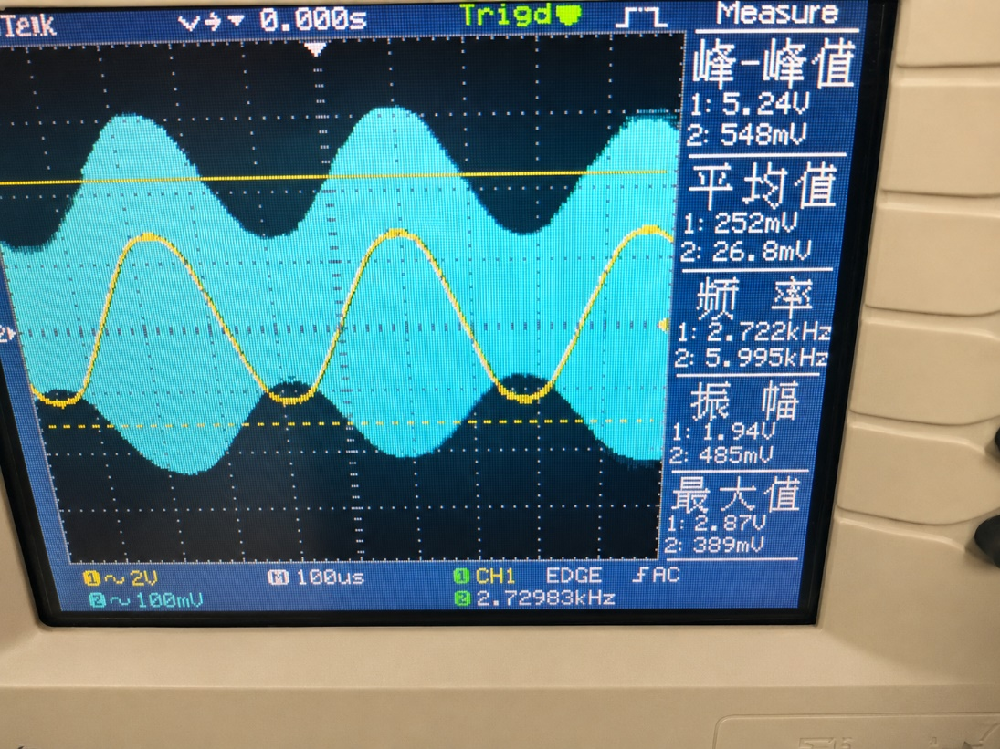 0.000s Trigd Measure
峰-峰值
1: 5.24V
2: 548mV
平均值
1: 252mV
2: 26.8mV
频 率
1: 2.722kHz
2: 5.995kHz
振 幅
1: 1.94V
2: 485mV
最大值
1: 2.87V
2: 389mV
2
1 ~ 2V M 100us 1 CH1 EDGE AC
2 ~ 100mV 2 2.72983kHz